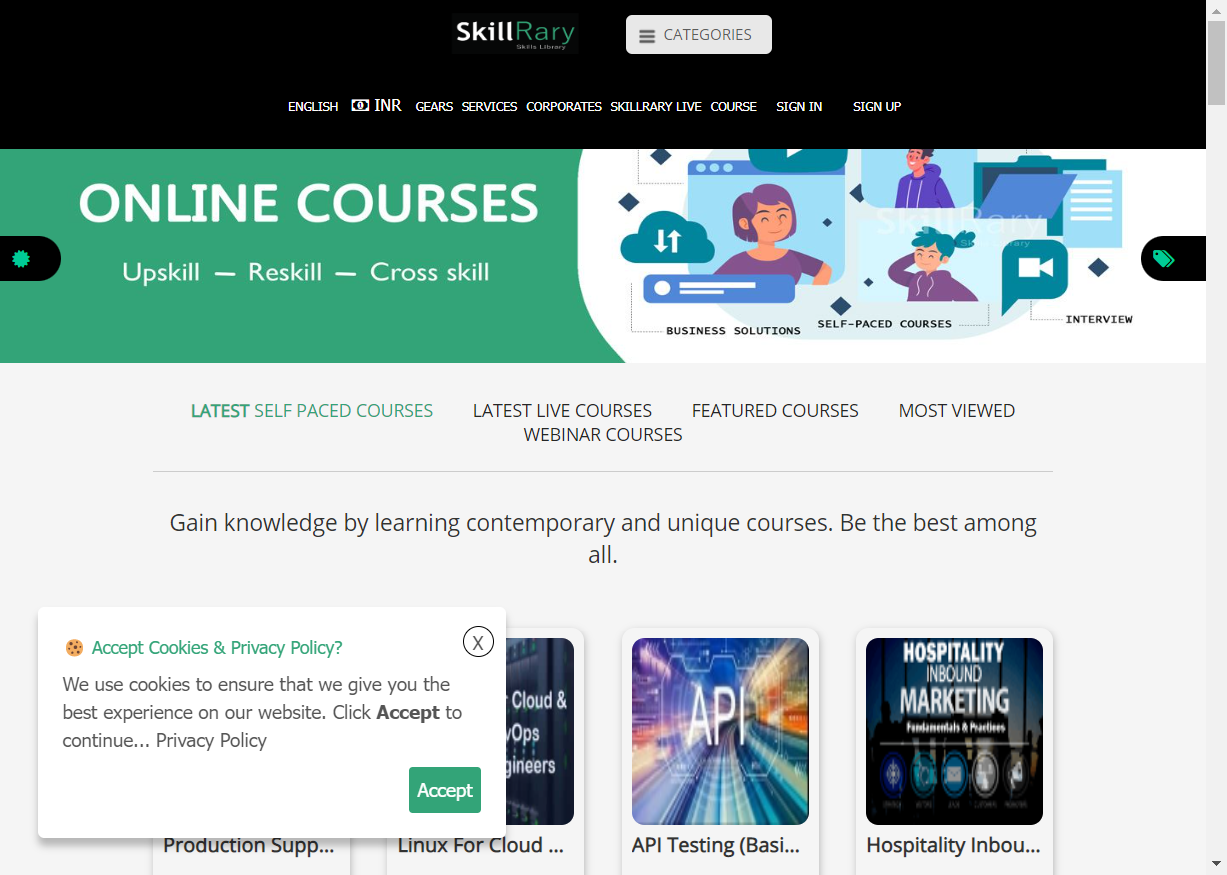 SkillRary
Skills Library
CATEGORIES
ENGLISH INR GEARS SERVICES CORPORATES SKILLRARY LIVE COURSE SIGN IN SIGN UP
ONLINE COURSES
Upskill — Reskill — Cross skill
SkillRary
Skills Library
BUSINESS SOLUTIONS
SELF-PACED COURSES
INTERVIEW
LATEST SELF PACED COURSES LATEST LIVE COURSES FEATURED COURSES MOST VIEWED
WEBINAR COURSES
Gain knowledge by learning contemporary and unique courses. Be the best among
all.
Accept Cookies & Privacy Policy?
X
We use cookies to ensure that we give you the
best experience on our website. Click Accept to
continue... Privacy Policy
Accept
r Cloud &
vOps
gineers
API
HOSPITALITY
INBOUND
MARKETING
Fundamentals & Practices
Production Supp...
Linux For Cloud ...
API Testing (Basi...
Hospitality Inbou...